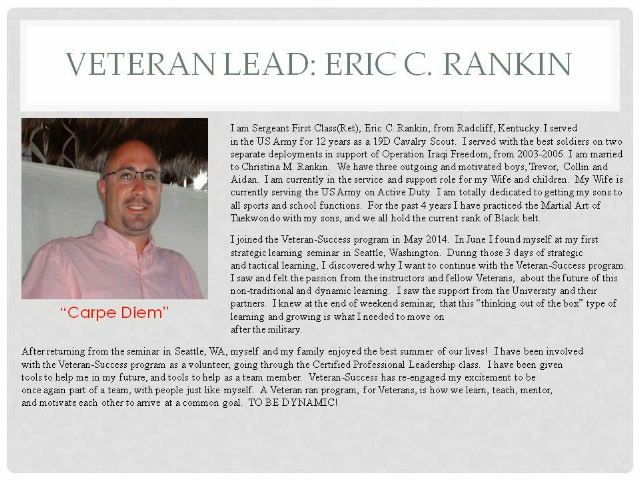 VETERAN LEAD: ERIC C. RANKIN
I am Sergeant First Class(Ret), Eric C. Rankin, from Radcliff, Kentucky. I served
in the US Army for 12 years as a 19D Cavalry Scout.  I served with the best soldiers on two
separate deployments in support of Operation Iraqi Freedom, from 2003-2006. I am married
to Christina M. Rankin.  We have three outgoing and motivated boys, Trevor, Collin and
Aidan.  I am currently in the service and support role for my Wife and children.  My Wife is
currently serving the US Army on Active Duty.  I am totally dedicated to getting my sons to
all sports and school functions.  For the past 4 years I have practiced the Martial Art of
Taekwondo with my sons, and we all hold the current rank of Black belt.
I joined the Veteran-Success program in May 2014.  In June I found myself at my first
strategic learning seminar in Seattle, Washington.  During those 3 days of strategic
and tactical learning, I discovered why I want to continue with the Veteran-Success program.
I saw and felt the passion from the instructors and fellow Veterans,  about the future of this
non-traditional and dynamic learning.  I saw the support from the University and their
partners.  I knew at the end of weekend seminar, that this "thinking out of the box" type of
learning and growing is what I needed to move on
after the military.
"Carpe Diem"
After returning from the seminar in Seattle, WA, myself and my family enjoyed the best summer of our lives!  I have been involved
with the Veteran-Success program as a volunteer, going through the Certified Professional Leadership class.  I have been given
tools to help me in my future, and tools to help as a team member.  Veteran-Success has re-engaged my excitement to be
once again part of a team, with people just like myself.  A Veteran ran program, for Veterans, is how we learn, teach, mentor,
and motivate each other to arrive at a common goal.  TO BE DYNAMIC!